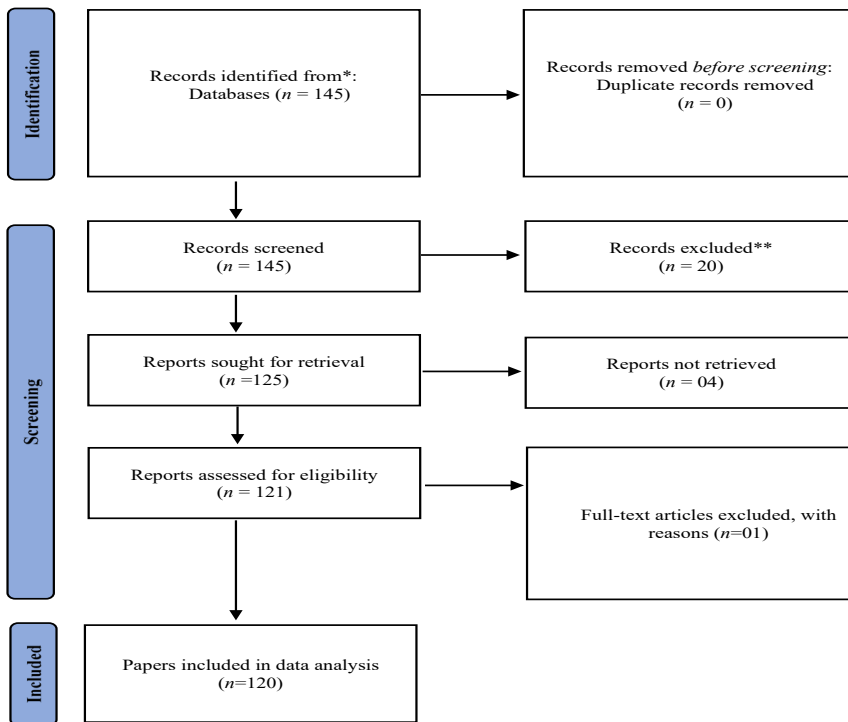 Identification
Records identified from*:
Databases (n = 145)
Records removed before screening:
Duplicate records removed
(n = 0)
Screening
Records screened
(n = 145)
Records excluded**
(n = 20)
Reports sought for retrieval
(n =125)
Reports not retrieved
(n = 04)
Reports assessed for eligibility
(n = 121)
Full-text articles excluded, with
reasons (n=01)
Included
Papers included in data analysis
(n=120)